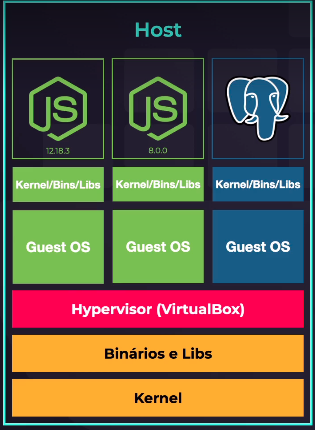 Host
JS JS
12.18.3 8.0.0
Kernel/Bins/Libs Kernel/Bins/Libs Kernel/Bins/Libs
Guest OS Guest OS Guest OS
Hypervisor (VirtualBox)
Binários e Libs
Kernel